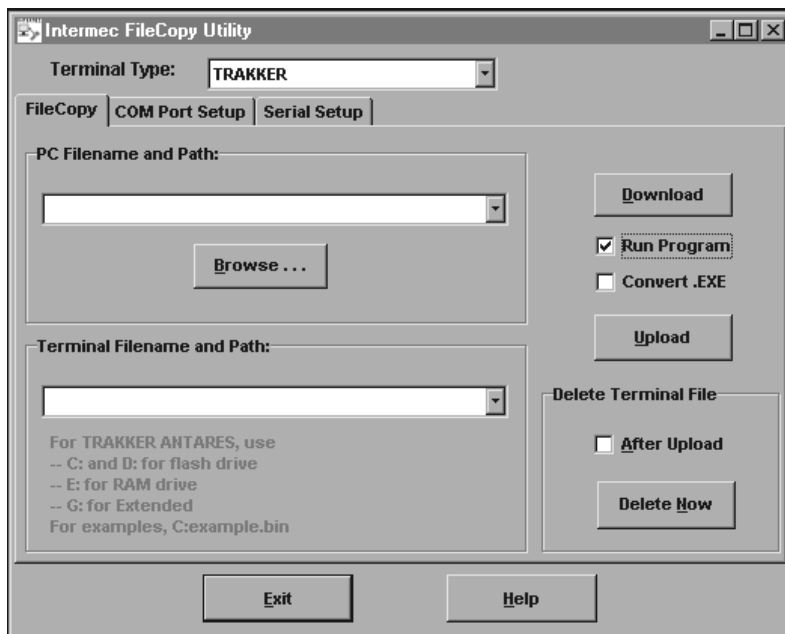 Intermec FileCopy Utility
Terminal Type: TRAKKER
FileCopy COM Port Setup Serial Setup
PC Filename and Path:
Browse . . .
Download
Run Program
Convert .EXE
Upload
Terminal Filename and Path:
For TRAKKER ANTARES, use
-- C: and D: for flash drive
-- E: for RAM drive
-- G: for Extended
For examples, C:example.bin
Delete Terminal File
After Upload
Delete Now
Exit
Help